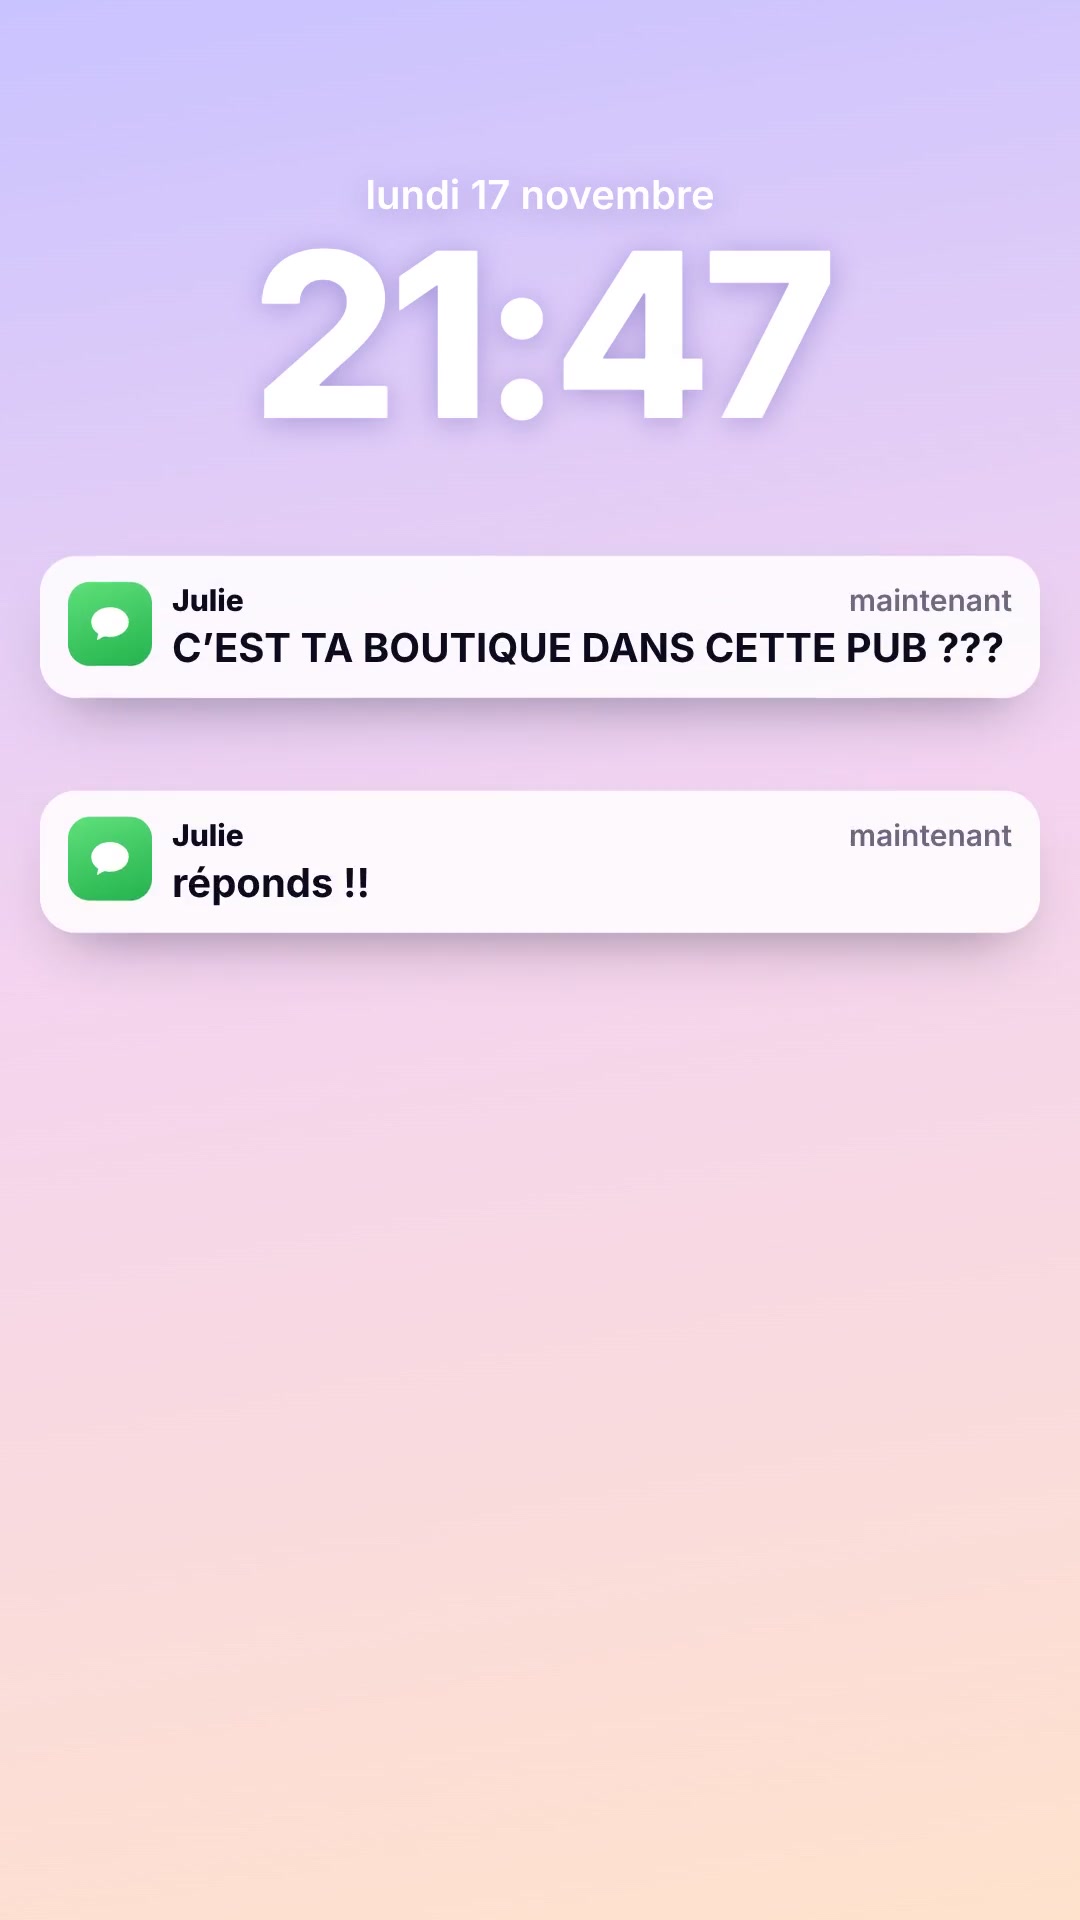 lundi 17 novembre
21:47
Julie
maintenant
C’EST TA BOUTIQUE DANS CETTE PUB ???
Julie
maintenant
réponds !!